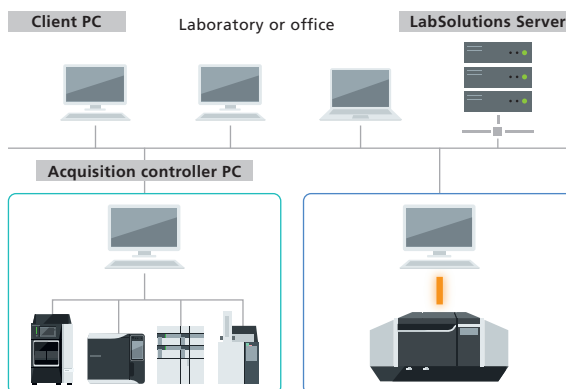 Client PC
Laboratory or office
LabSolutions Server
Acquisition controller PC